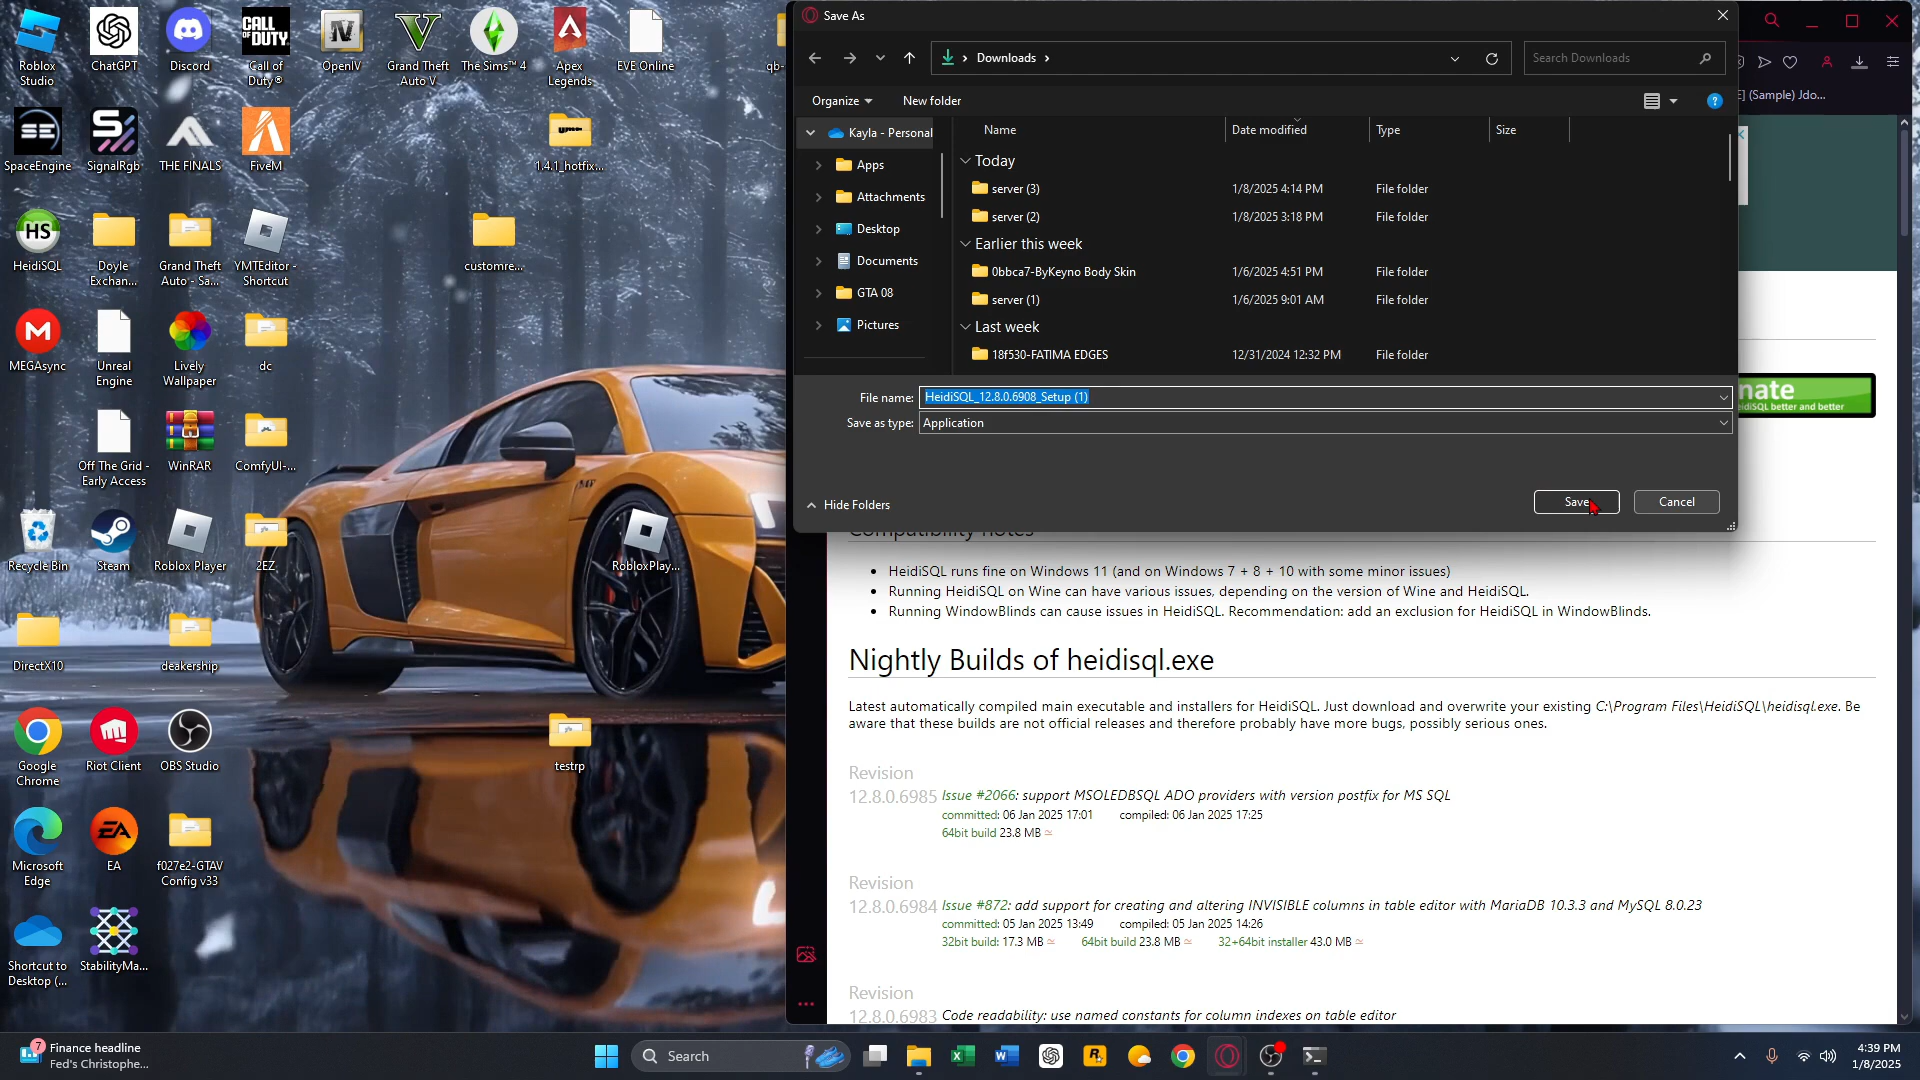 Roblox
Studio
ChatGPT
Discord
CALL OF DUTY
Call of
Duty®
OpenIV
Grand Theft
Auto V
The Sims™ 4
Apex
Legends
EVE Online
qb-
SpaceEngine
SignalRgb
THE FINALS
FiveM
1.4.1_hotfix:...
HS
HeidiSQL
Doyle
Exchan...
Grand Theft
Auto - Sa...
YMTEditor -
Shortcut
customre...
MEGAsync
Unreal
Engine
Lively
Wallpaper
dc
Off The Grid -
Early Access
WinRAR
ComfyUI-...
Recycle Bin
Steam
Roblox Player
2EZ
RobloxPlay...
DirectX10
deakership
Google
Chrome
Riot Client
OBS Studio
testrp
Microsoft
Edge
EA
EA
f027e2-GTAV
Config v33
Shortcut to
Desktop (...
StabilityMa...
Save As
Downloads
Search Downloads
Organize
New folder
Name
Date modified
Type
Size
Kayla - Personal
Apps
Attachments
Desktop
Documents
GTA 08
Pictures
Today
server (3) 1/8/2025 4:14 PM File folder
server (2) 1/8/2025 3:18 PM File folder
Earlier this week
0bbca7-ByKeyno Body Skin 1/6/2025 4:51 PM File folder
server (1) 1/6/2025 9:01 AM File folder
Last week
18f530-FATIMA EDGES 12/31/2024 12:32 PM File folder
File name: HeidiSQL_12.8.0.6908_Setup (1)
Save as type: Application
Hide Folders
Save
Cancel
E] (Sample) Jdo...
nate
eidiSQL better and better
Compatibility notes
• HeidiSQL runs fine on Windows 11 (and on Windows 7 + 8 + 10 with some minor issues)
• Running HeidiSQL on Wine can have various issues, depending on the version of Wine and HeidiSQL.
• Running WindowBlinds can cause issues in HeidiSQL. Recommendation: add an exclusion for HeidiSQL in WindowBlinds.
Nightly Builds of heidisql.exe
Latest automatically compiled main executable and installers for HeidiSQL. Just download and overwrite your existing C:\Program Files\HeidiSQL\heidisql.exe. Be
aware that these builds are not official releases and therefore probably have more bugs, possibly serious ones.
Revision
12.8.0.6985 Issue #2066: support MSOLEDBSQL ADO providers with version postfix for MS SQL
committed: 06 Jan 2025 17:01 compiled: 06 Jan 2025 17:25
64bit build 23.8 MB ≃
Revision
12.8.0.6984 Issue #872: add support for creating and altering INVISIBLE columns in table editor with MariaDB 10.3.3 and MySQL 8.0.23
committed: 05 Jan 2025 13:49 compiled: 05 Jan 2025 14:26
32bit build: 17.3 MB ≃ 64bit build 23.8 MB ≃ 32+64bit installer 43.0 MB ≃
Revision
12.8.0.6983 Code readability: use named constants for column indexes on table editor
7
Finance headline
Fed's Christophe...
Search
4:39 PM
1/8/2025